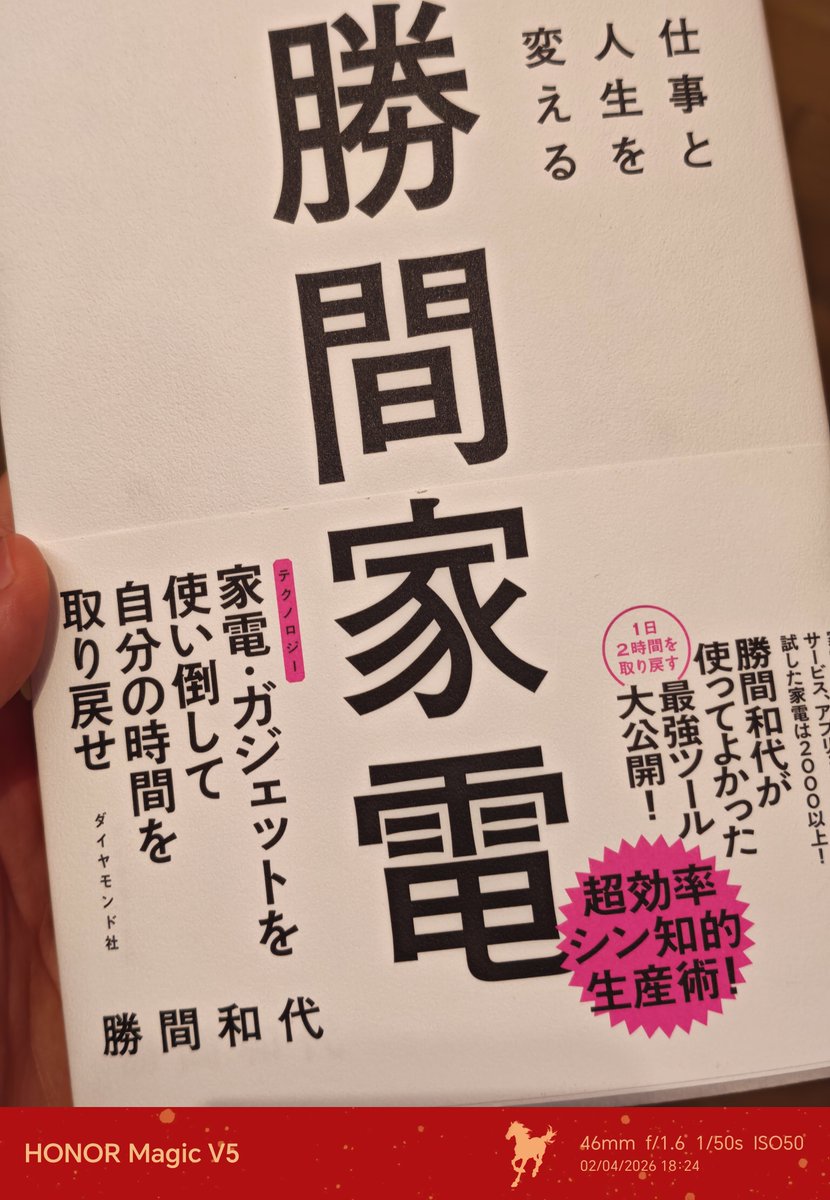 仕事と
人生を
変える
勝間家電
サービス、アプリ
試した家電は2000以上!
勝間和代が
使ってよかった
最強ツール
大公開!
1日
2時間を
取り戻す
超効率
シン知的
生産術!
テクノロジー
家電・ガジェットを
使い倒して
自分の時間を
取り戻せ
ダイヤモンド社
勝間和代
HONOR Magic V5
46mm f/1.6 1/50s ISO50
02/04/2026 18:24